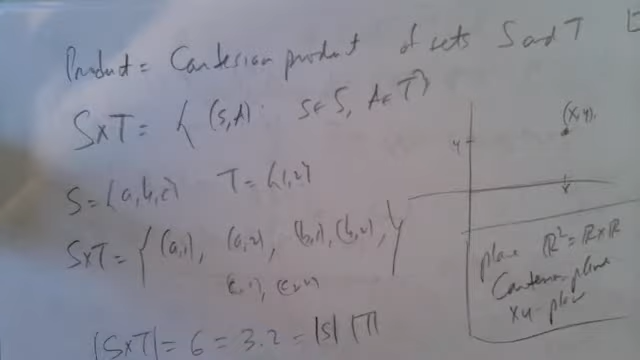 Product = Cartesian product of sets S and T
S×T = { (s,t) : s∈S, t∈T }
S = {a,b,c} T = {1,2}
S×T = { (a,1), (a,2), (b,1), (b,2),
(c,1), (c,2) }
|S×T| = 6 = 3.2 = |S| |T|
(x,y)
y
x
plane ℝ² = ℝ×ℝ
Cartesian plane
xy-plane